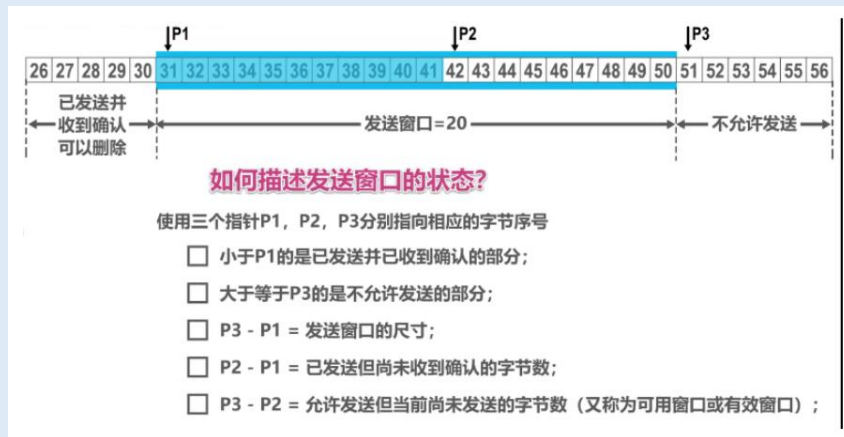 P1 P2 P3
26 27 28 29 30 31 32 33 34 35 36 37 38 39 40 41 42 43 44 45 46 47 48 49 50 51 52 53 54 55 56
已发送并
收到确认
可以删除
发送窗口=20
不允许发送
如何描述发送窗口的状态?
使用三个指针P1，P2，P3分别指向相应的字节序号
小于P1的是已发送并已收到确认的部分；
大于等于P3的是不允许发送的部分；
P3 - P1 = 发送窗口的尺寸；
P2 - P1 = 已发送但尚未收到确认的字节数；
P3 - P2 = 允许发送但当前尚未发送的字节数（又称为可用窗口或有效窗口）；